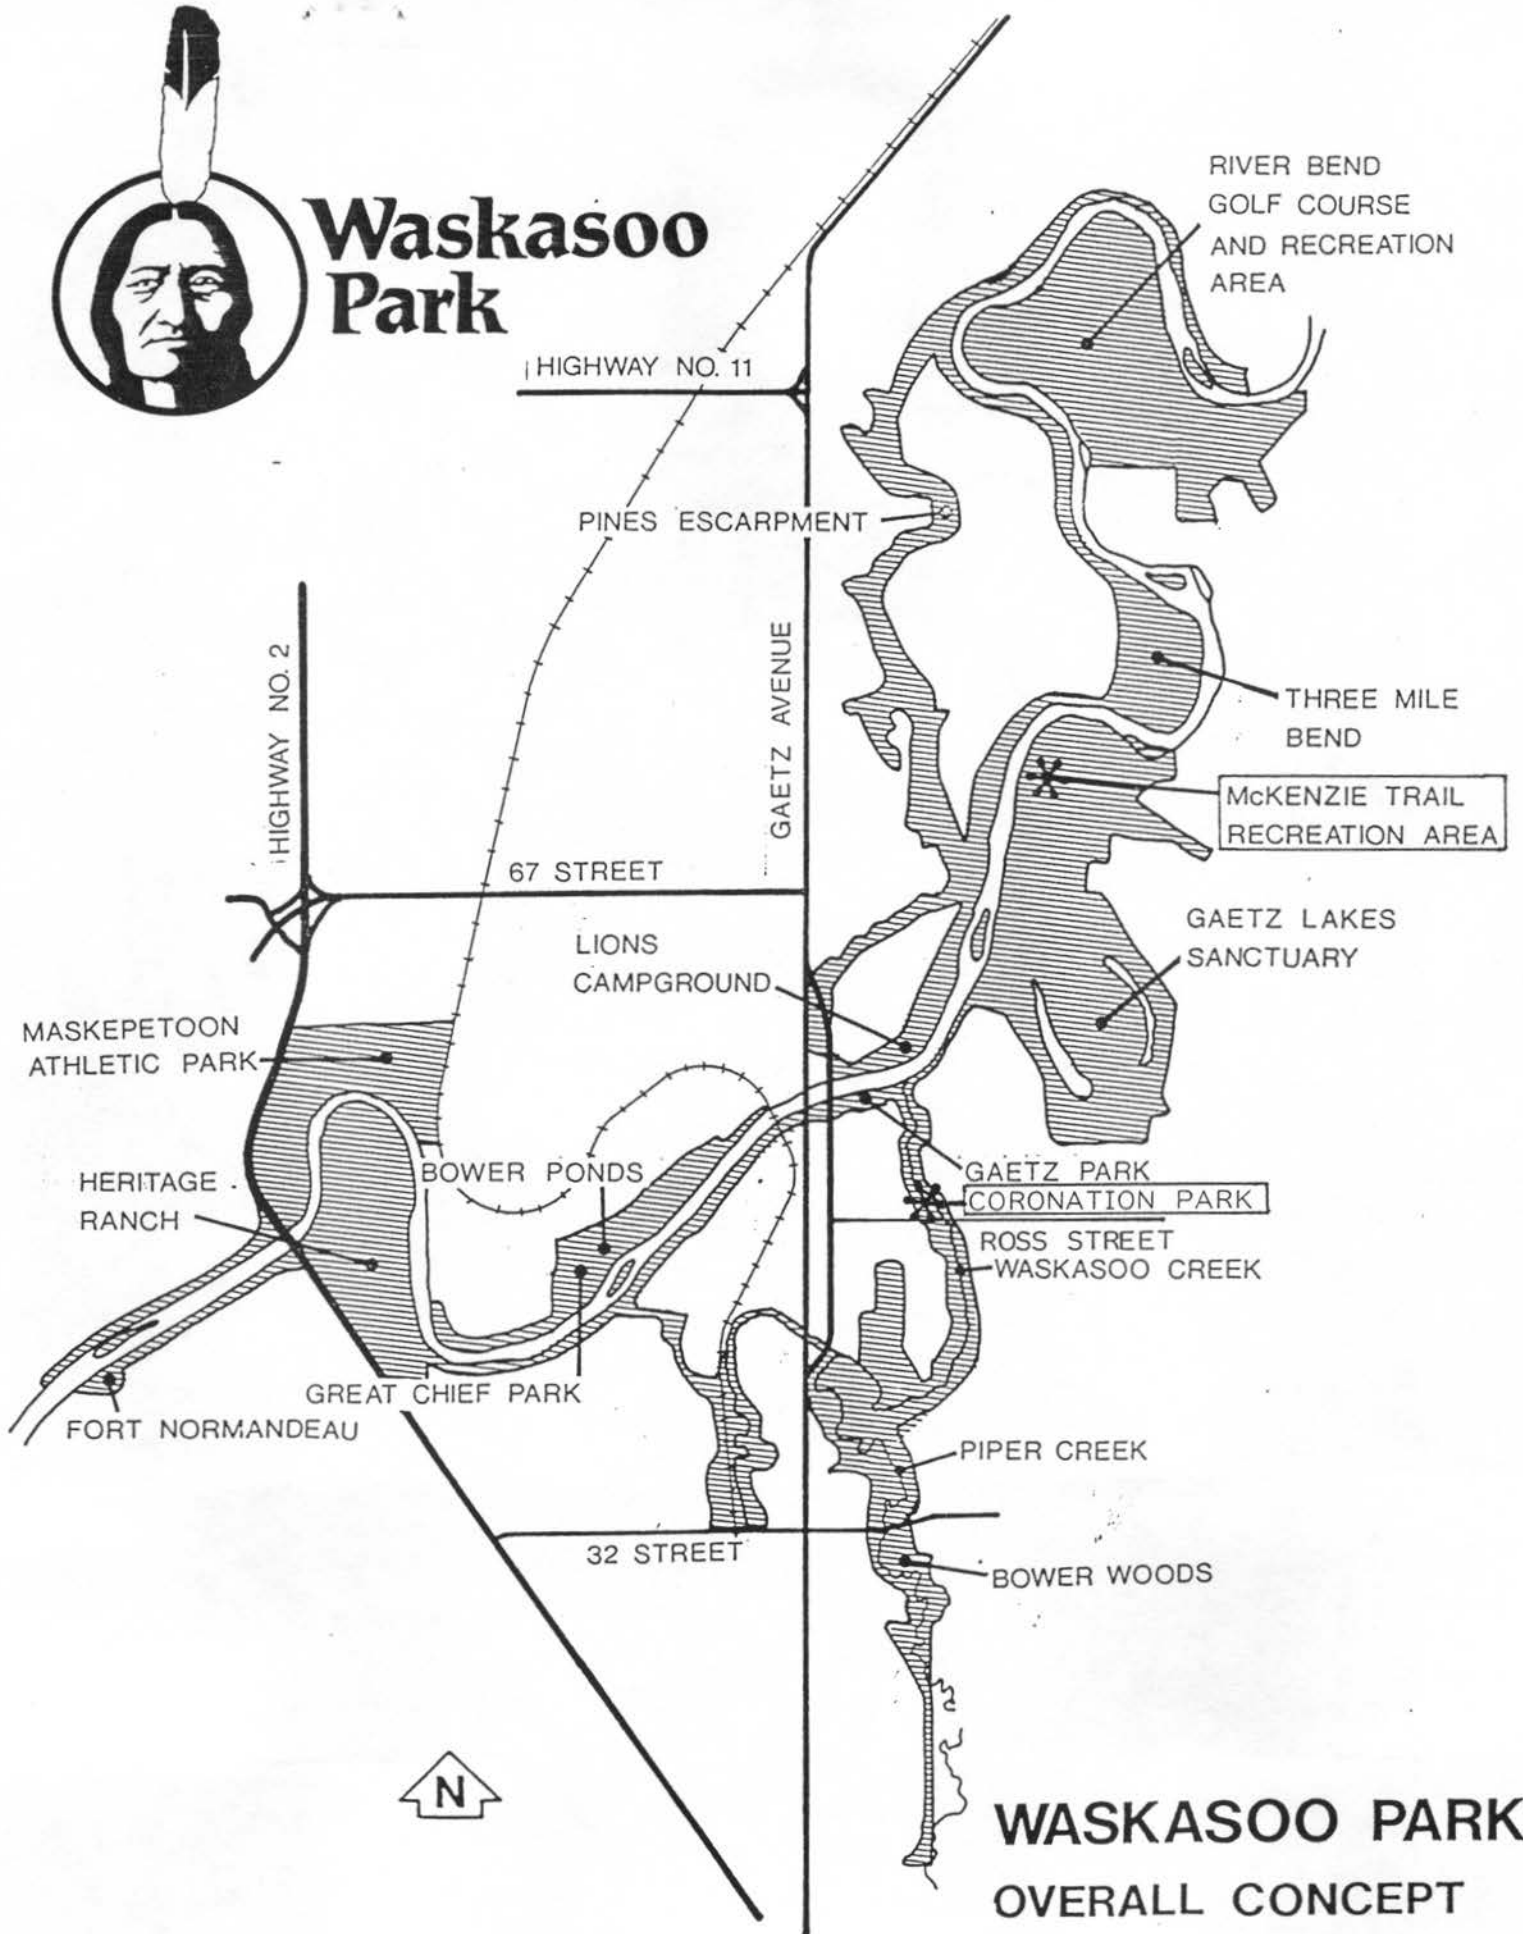 Waskasoo
Park
RIVER BEND
GOLF COURSE
AND RECREATION
AREA
HIGHWAY NO. 11
PINES ESCARPMENT
HIGHWAY NO. 2
GAETZ AVENUE
THREE MILE
BEND
McKENZIE TRAIL
RECREATION AREA
67 STREET
GAETZ LAKES
SANCTUARY
LIONS
CAMPGROUND
MASKEPETOON
ATHLETIC PARK
HERITAGE
RANCH
BOWER PONDS
GAETZ PARK
CORONATION PARK
ROSS STREET
WASKASOO CREEK
GREAT CHIEF PARK
FORT NORMANDEAU
PIPER CREEK
32 STREET
BOWER WOODS
N
WASKASOO PARK
OVERALL CONCEPT